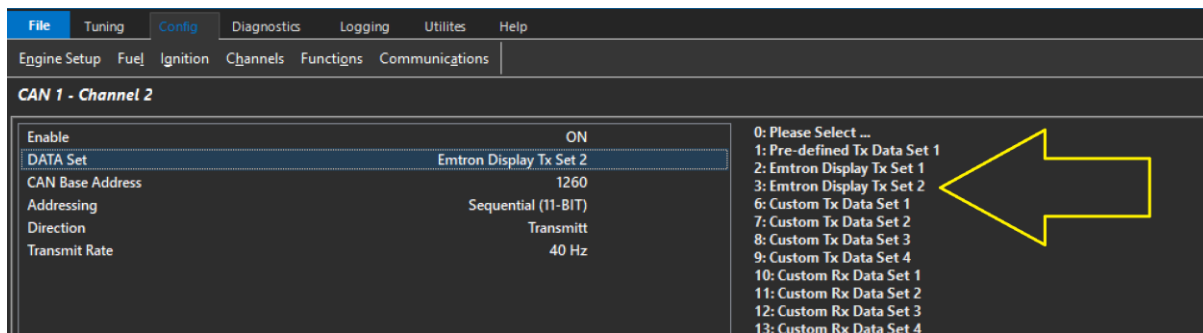 File Tuning Config Diagnostics Logging Utilites Help
Engine Setup Fuel Ignition Channels Functions Communications
CAN 1 - Channel 2
Enable ON
DATA Set Emtron Display Tx Set 2
CAN Base Address 1260
Addressing Sequential (11-BIT)
Direction Transmitt
Transmit Rate 40 Hz
0: Please Select ...
1: Pre-defined Tx Data Set 1
2: Emtron Display Tx Set 1
3: Emtron Display Tx Set 2
6: Custom Tx Data Set 1
7: Custom Tx Data Set 2
8: Custom Tx Data Set 3
9: Custom Tx Data Set 4
10: Custom Rx Data Set 1
11: Custom Rx Data Set 2
12: Custom Rx Data Set 3
13: Custom Rx Data Set 4